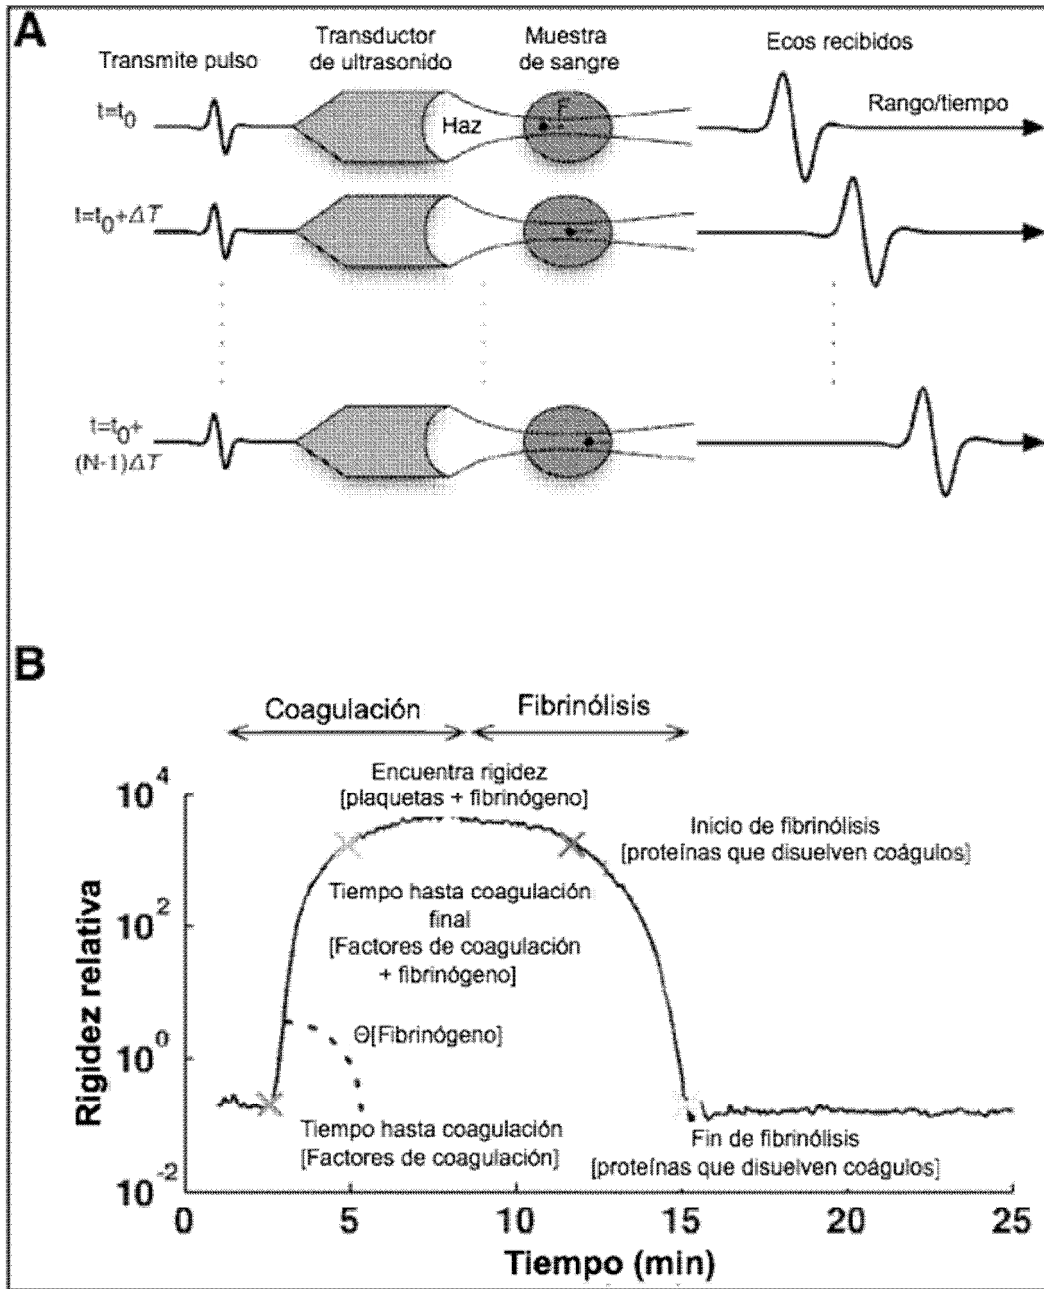 A
Transmite pulso
Transductor
de ultrasonido
Muestra
de sangre
Ecos recibidos
t=t0
Haz
F
Rango/tiempo
t=t0+ΔT
t=t0+
(N-1)ΔT
B
Coagulación
Fibrinólisis
Encuentra rigidez
[plaquetas + fibrinógeno]
Inicio de fibrinólisis
[proteínas que disuelven coágulos]
Tiempo hasta coagulación
final
[Factores de coagulación
+ fibrinógeno]
Θ[Fibrinógeno]
Tiempo hasta coagulación
[Factores de coagulación]
Fin de fibrinólisis
[proteínas que disuelven coágulos]
Rigidez relativa
10^4
10^2
10^0
10^-2
0 5 10 15 20 25
Tiempo (min)